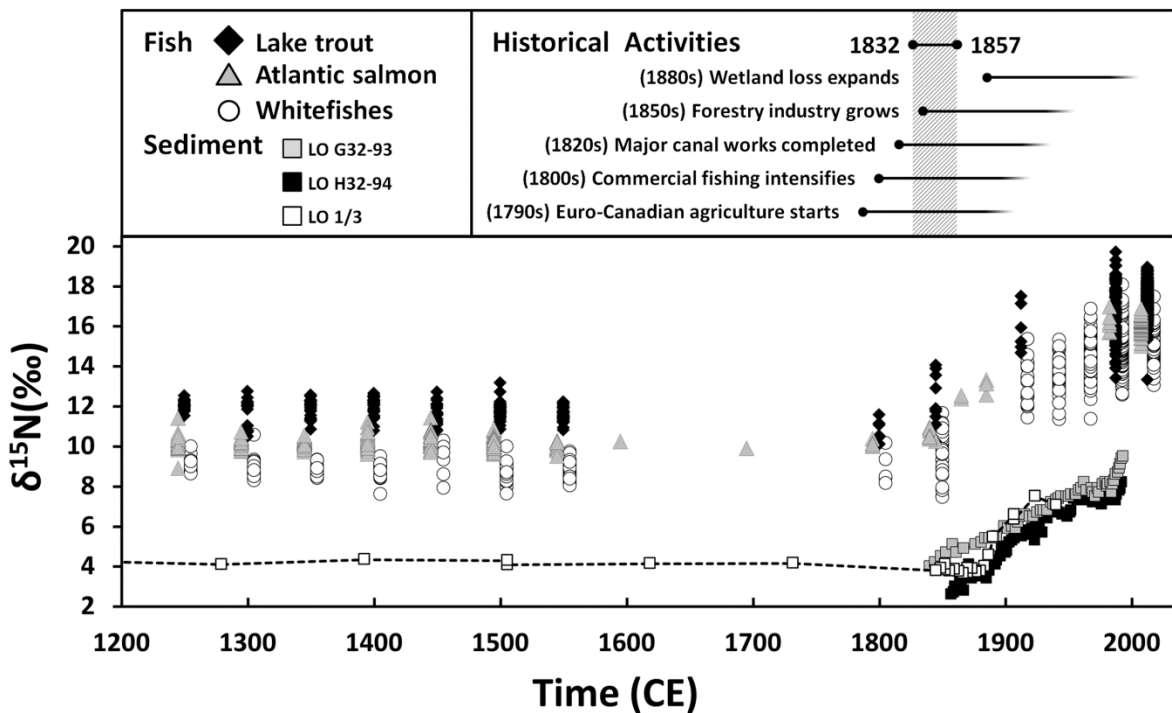 Fish
Lake trout
Atlantic salmon
Whitefishes
Sediment
LO G32-93
LO H32-94
LO 1/3
Historical Activities
1832
1857
(1880s) Wetland loss expands
(1850s) Forestry industry grows
(1820s) Major canal works completed
(1800s) Commercial fishing intensifies
(1790s) Euro-Canadian agriculture starts
δ¹⁵N(‰)
20
18
16
14
12
10
8
6
4
2
1200 1300 1400 1500 1600 1700 1800 1900 2000
Time (CE)